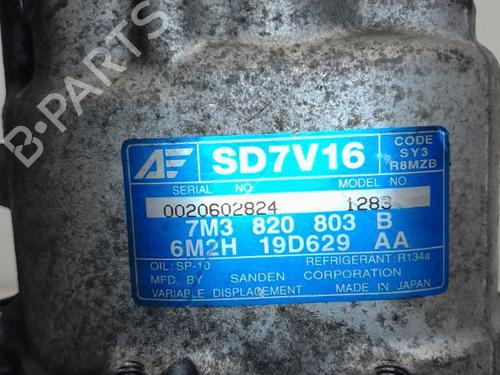 B-PARTS
AE SD7V16 CODE
SY3
R8MZB
SERIAL NO. MODEL NO.
0020602824 1283
7M3 820 803 B
6M2H 19D629 AA
OIL: SP-10 REFRIGERANT: R134a
MFD. BY SANDEN CORPORATION
VARIABLE DISPLACEMENT MADE IN JAPAN